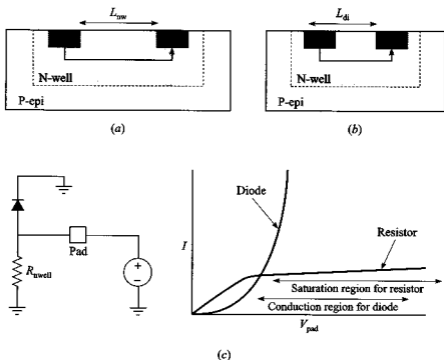 L_nw
N-well
P-epi
(a)
L_di
N-well
P-epi
(b)
R_nwell
Pad
+
−
I
Diode
Resistor
Saturation region for resistor
Conduction region for diode
V_pad
(c)